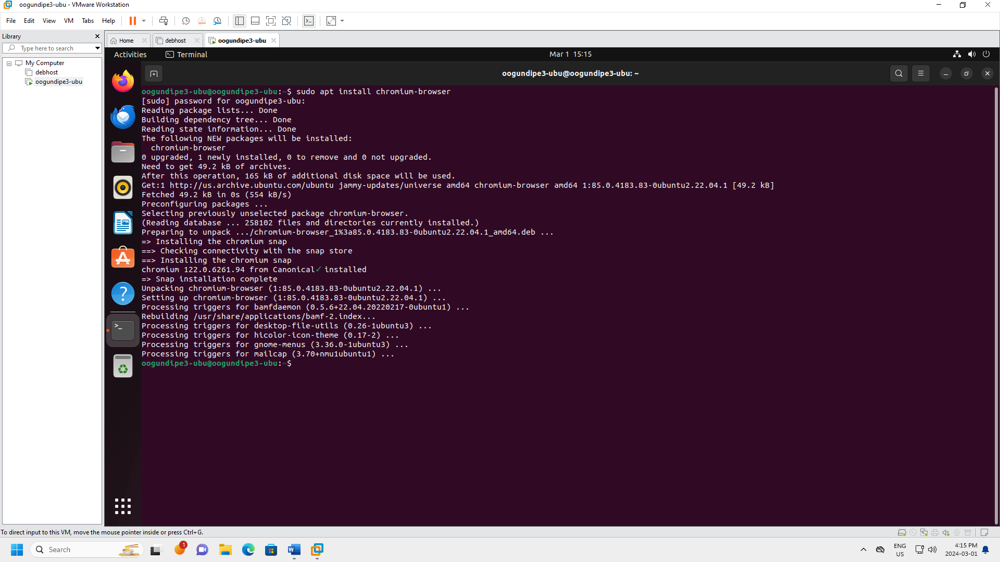 oogundipe3-ubu - VMware Workstation
File Edit View VM Tabs Help
Library
Home debhost oogundipe3-ubu
Type here to search
Activities Terminal Mar 1 15:15
My Computer
debhost
oogundipe3-ubu
oogundipe3-ubu@oogundipe3-ubu: ~
oogundipe3-ubu@oogundipe3-ubu:~$ sudo apt install chromium-browser
[sudo] password for oogundipe3-ubu:
Reading package lists... Done
Building dependency tree... Done
Reading state information... Done
The following NEW packages will be installed:
chromium-browser
0 upgraded, 1 newly installed, 0 to remove and 0 not upgraded.
Need to get 49.2 kB of archives.
After this operation, 165 kB of additional disk space will be used.
Get:1 http://us.archive.ubuntu.com/ubuntu jammy-updates/universe amd64 chromium-browser amd64 1:85.0.4183.83-0ubuntu2.22.04.1 [49.2 kB]
Fetched 49.2 kB in 0s (554 kB/s)
Preconfiguring packages ...
Selecting previously unselected package chromium-browser.
(Reading database ... 258102 files and directories currently installed.)
Preparing to unpack .../chromium-browser_1%3a85.0.4183.83-0ubuntu2.22.04.1_amd64.deb ...
=> Installing the chromium snap
==> Checking connectivity with the snap store
==> Installing the chromium snap
chromium 122.0.6261.94 from Canonical✓ installed
=> Snap installation complete
Unpacking chromium-browser (1:85.0.4183.83-0ubuntu2.22.04.1) ...
Setting up chromium-browser (1:85.0.4183.83-0ubuntu2.22.04.1) ...
Processing triggers for bamfdaemon (0.5.6+22.04.20220217-0ubuntu1) ...
Rebuilding /usr/share/applications/bamf-2.index...
Processing triggers for desktop-file-utils (0.26-1ubuntu3) ...
Processing triggers for hicolor-icon-theme (0.17-2) ...
Processing triggers for gnome-menus (3.36.0-1ubuntu3) ...
Processing triggers for mailcap (3.70+nmu1ubuntu1) ...
oogundipe3-ubu@oogundipe3-ubu:~$
To direct input to this VM, move the mouse pointer inside or press Ctrl+G.
Search 1 ENG 4:15 PM
US 2024-03-01